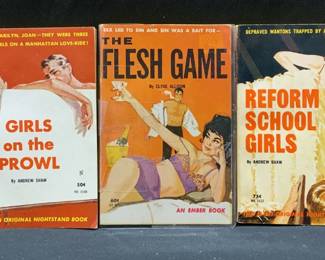 MARILYN, JOAN—THEY WERE THREE
GIRLS ON A MANHATTAN LOVE-RIDE!
GIRLS
ON THE
PROWL
By ANDREW SHAW
50¢
ORIGINAL NIGHTSTAND BOOK
SEX LED TO SIN AND SIN WAS A BAIT FOR—
THE
FLESH GAME
By CLYDE ALLISON
60¢
AN EMBER BOOK
DEPRAVED WANTONS TRAPPED BY
REFORM
SCHOOL
GIRLS
By ANDREW SHAW
75¢
ORIGINAL